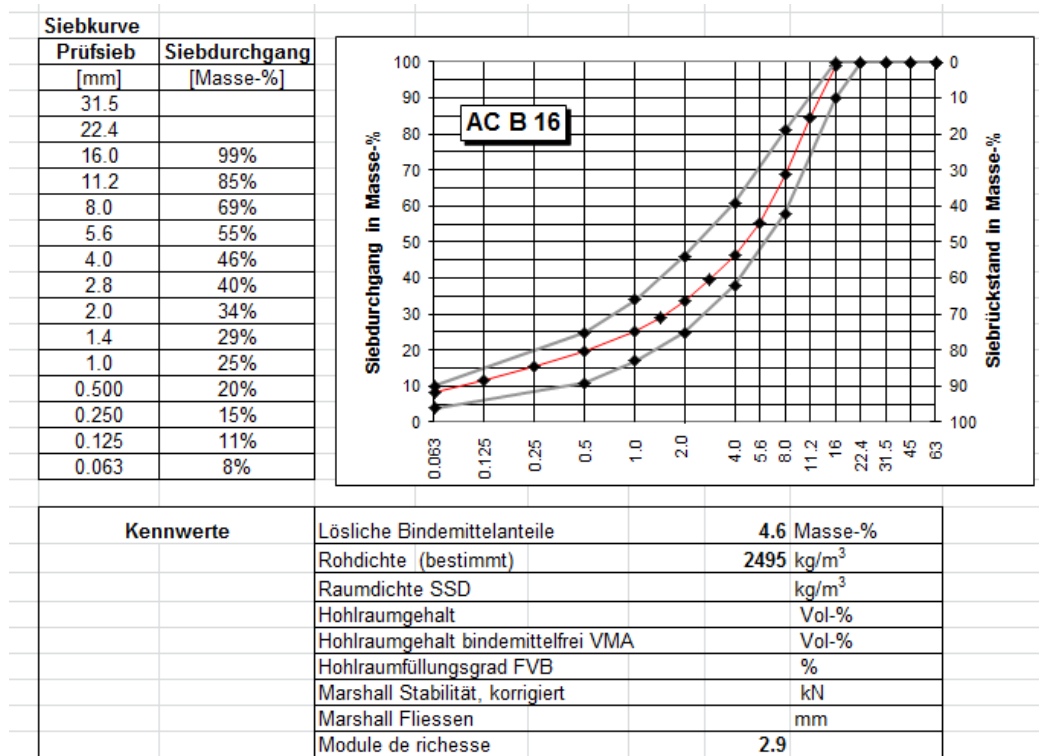 Siebkurve
Prüfsieb Siebdurchgang
[mm] [Masse-%]
31.5
22.4
16.0 99%
11.2 85%
8.0 69%
5.6 55%
4.0 46%
2.8 40%
2.0 34%
1.4 29%
1.0 25%
0.500 20%
0.250 15%
0.125 11%
0.063 8%
Siebdurchgang in Masse-%
100 0
90 10
80 20
70 30
60 40
50 50
40 60
30 70
20 80
10 90
0 100
AC B 16
Siebrückstand in Masse-%
0.063 0.125 0.25 0.5 1.0 2.0 4.0 5.6 8.0 11.2 16 22.4 31.5 45 63
Kennwerte
Lösliche Bindemittelanteile 4.6 Masse-%
Rohdichte (bestimmt) 2495 kg/m³
Raumdichte SSD kg/m³
Hohlraumgehalt Vol-%
Hohlraumgehalt bindemittelfrei VMA Vol-%
Hohlraumfüllungsgrad FVB %
Marshall Stabilität, korrigiert kN
Marshall Fliessen mm
Module de richesse 2.9